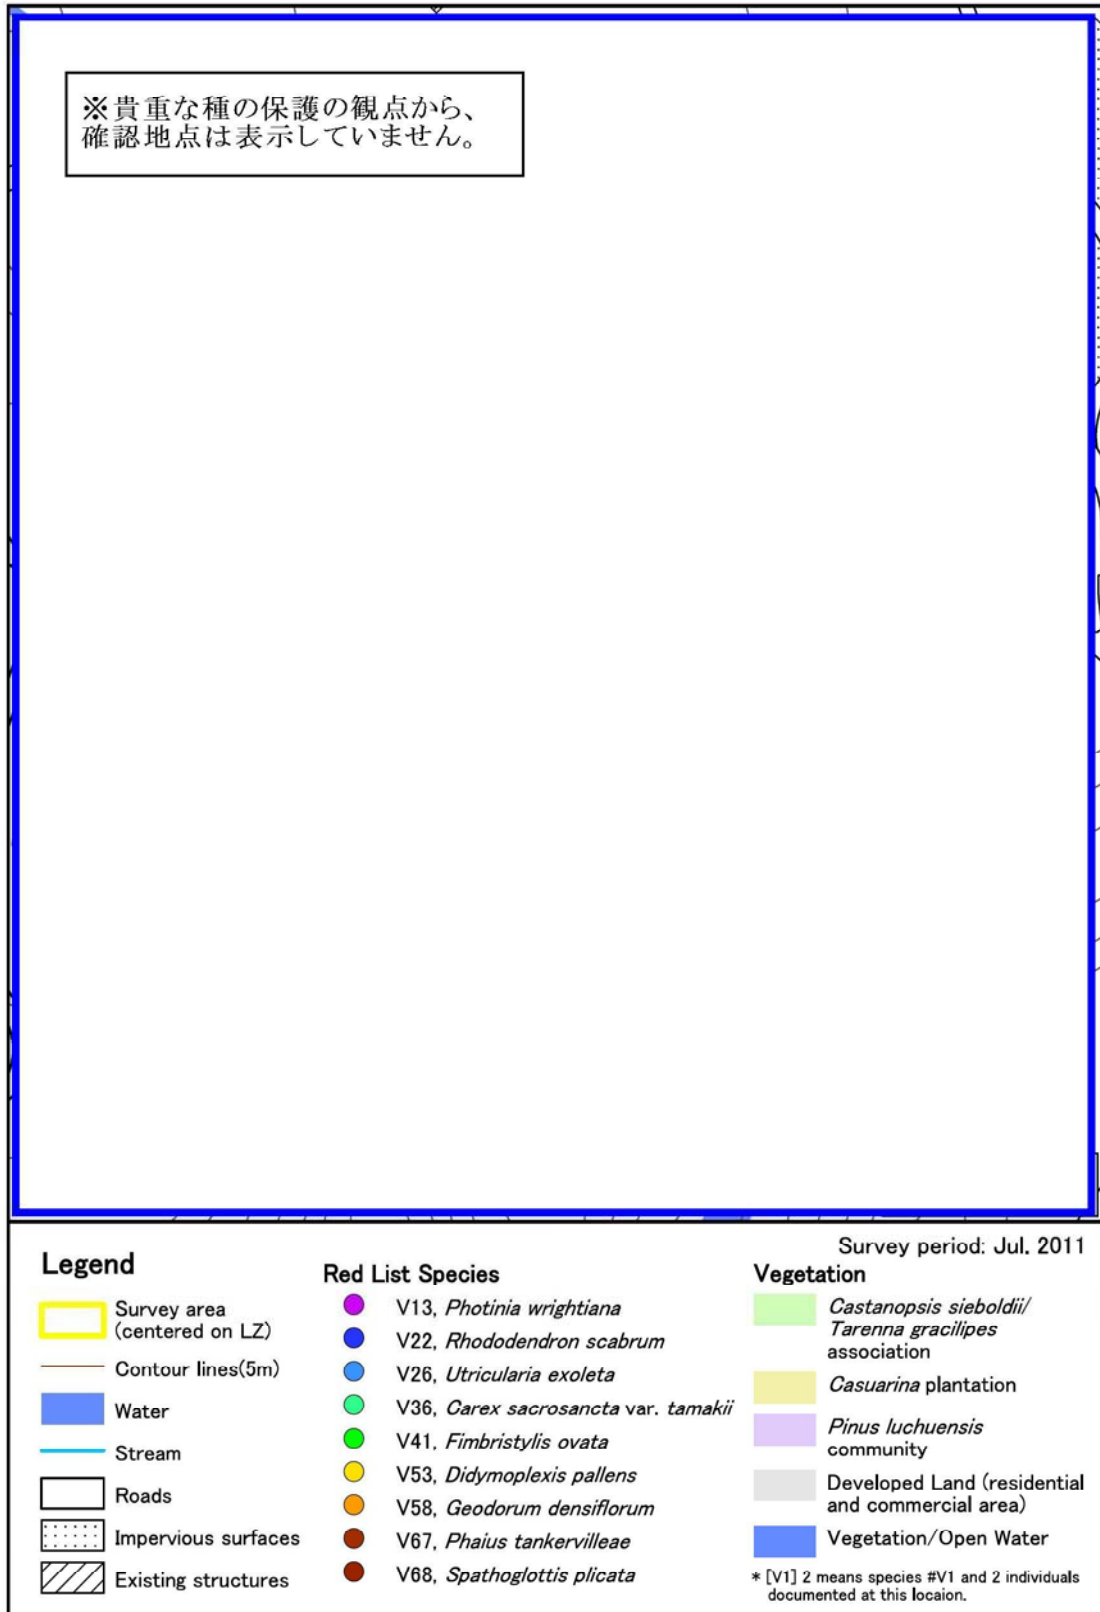 ※貴重な種の保護の観点から、
確認地点は表示していません。
Survey period: Jul. 2011
Legend
Survey area
(centered on LZ)
Contour lines(5m)
Water
Stream
Roads
Impervious surfaces
Existing structures
Red List Species
V13, Photinia wrightiana
V22, Rhododendron scabrum
V26, Utricularia exoleta
V36, Carex sacrosancta var. tamakii
V41, Fimbristylis ovata
V53, Didymoplexis pallens
V58, Geodorum densiflorum
V67, Phaius tankervilleae
V68, Spathoglottis plicata
Vegetation
Castanopsis sieboldii/
Tarenna gracilipes
association
Casuarina plantation
Pinus luchuensis
community
Developed Land (residential
and commercial area)
Vegetation/Open Water
* [V1] 2 means species #V1 and 2 individuals
documented at this locaion.